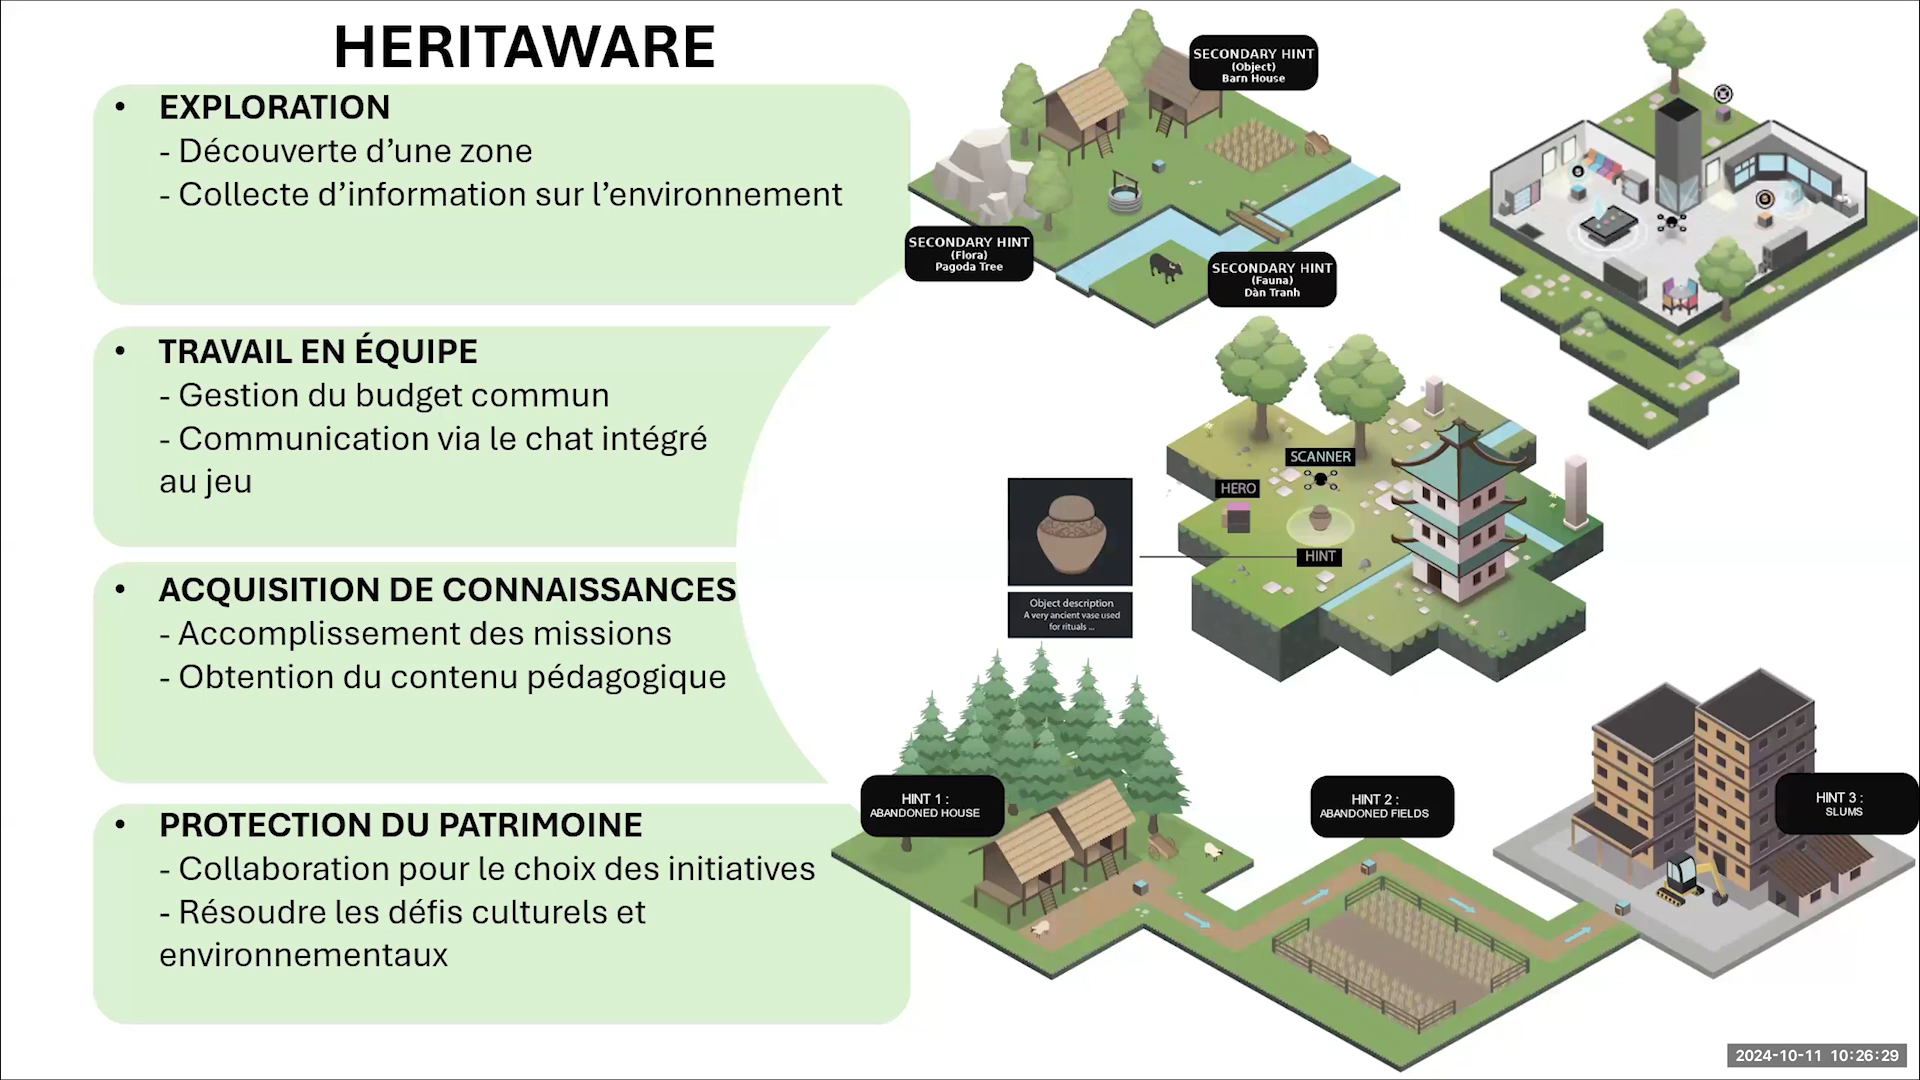 HERITAWARE
• EXPLORATION
- Découverte d’une zone
- Collecte d’information sur l’environnement
• TRAVAIL EN ÉQUIPE
- Gestion du budget commun
- Communication via le chat intégré
au jeu
• ACQUISITION DE CONNAISSANCES
- Accomplissement des missions
- Obtention du contenu pédagogique
• PROTECTION DU PATRIMOINE
- Collaboration pour le choix des initiatives
- Résoudre les défis culturels et
environnementaux
SECONDARY HINT
(Object)
Barn House
SECONDARY HINT
(Flora)
Pagoda Tree
SECONDARY HINT
(Fauna)
Dàn Tranh
SCANNER
HERO
HINT
Object description
A very ancient vase used
for rituals ...
HINT 1 :
ABANDONED HOUSE
HINT 2 :
ABANDONED FIELDS
HINT 3 :
SLUMS
2024-10-11 10:26:29